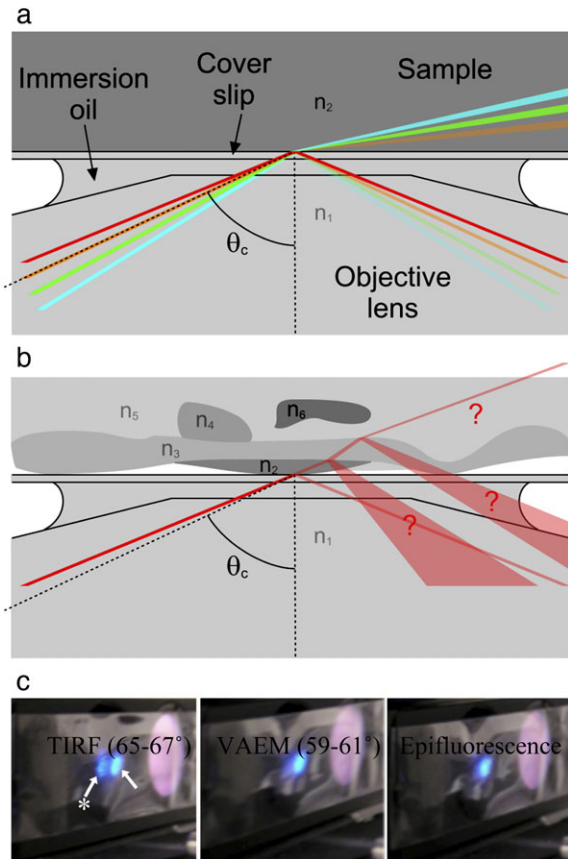 a
Immersion
oil
Cover
slip
Sample
n₂
θc
n₁
Objective
lens
b
n₅
n₄
n₆
n₃
n₂
?
?
?
n₁
θc
c
TIRF (65-67°)
VAEM (59-61°)
Epifluorescence
*